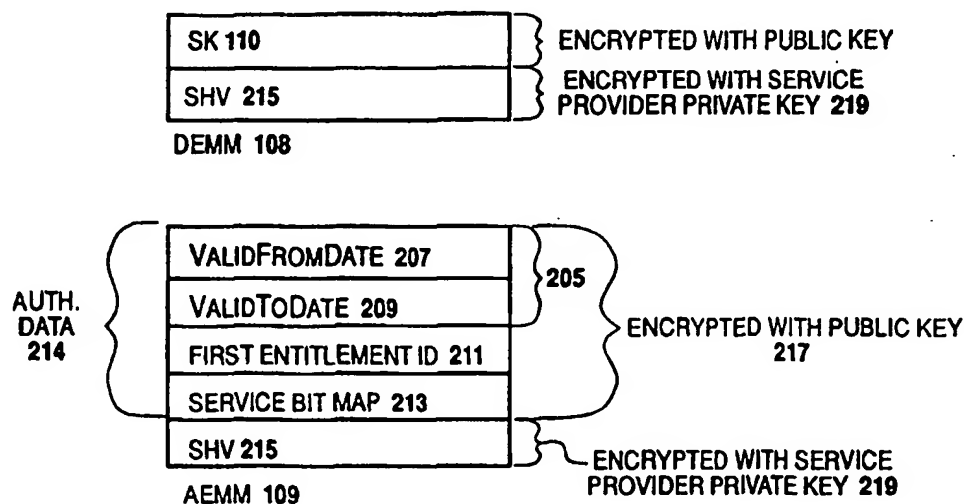 SK 110
ENCRYPTED WITH PUBLIC KEY
SHV 215
ENCRYPTED WITH SERVICE
PROVIDER PRIVATE KEY 219
DEMM 108
AUTH.
DATA
214
VALIDFROMDATE 207
VALIDTODATE 209
205
FIRST ENTITLEMENT ID 211
SERVICE BIT MAP 213
ENCRYPTED WITH PUBLIC KEY
217
SHV 215
ENCRYPTED WITH SERVICE
PROVIDER PRIVATE KEY 219
AEMM 109